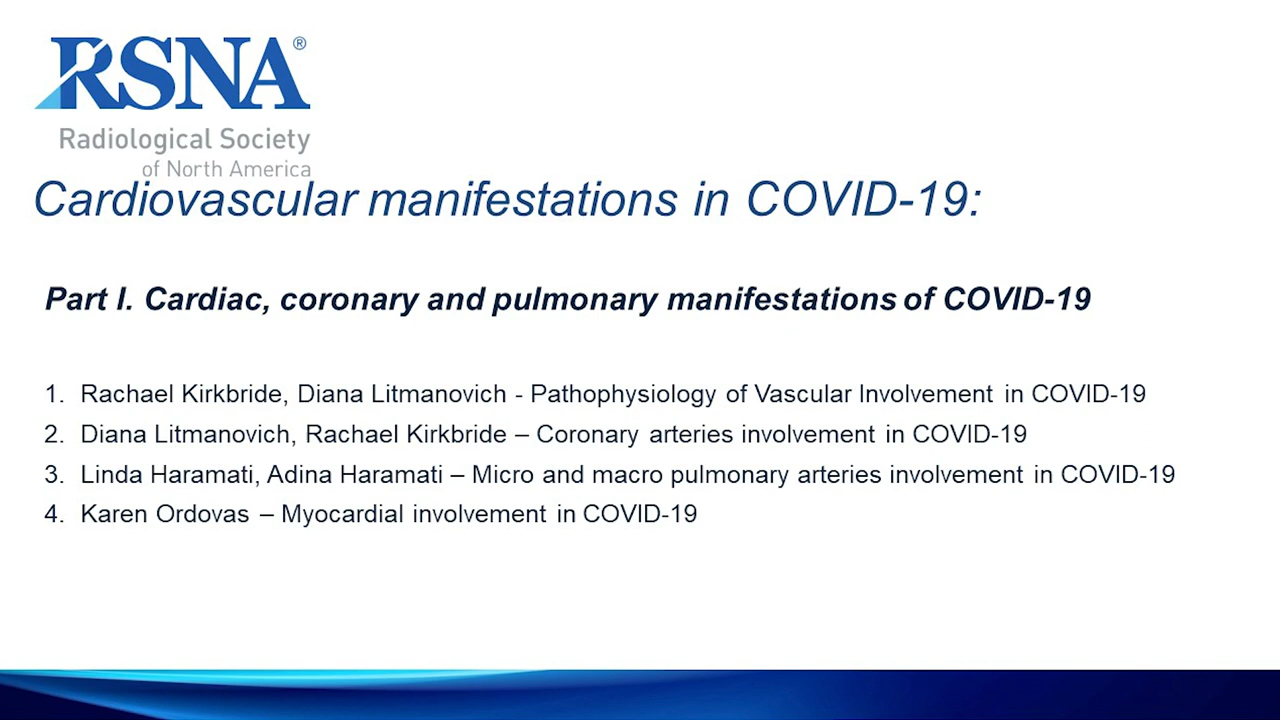 RSNA®
Radiological Society
of North America
Cardiovascular manifestations in COVID-19:
Part I. Cardiac, coronary and pulmonary manifestations of COVID-19
1. Rachael Kirkbride, Diana Litmanovich - Pathophysiology of Vascular Involvement in COVID-19
2. Diana Litmanovich, Rachael Kirkbride – Coronary arteries involvement in COVID-19
3. Linda Haramati, Adina Haramati – Micro and macro pulmonary arteries involvement in COVID-19
4. Karen Ordovas – Myocardial involvement in COVID-19